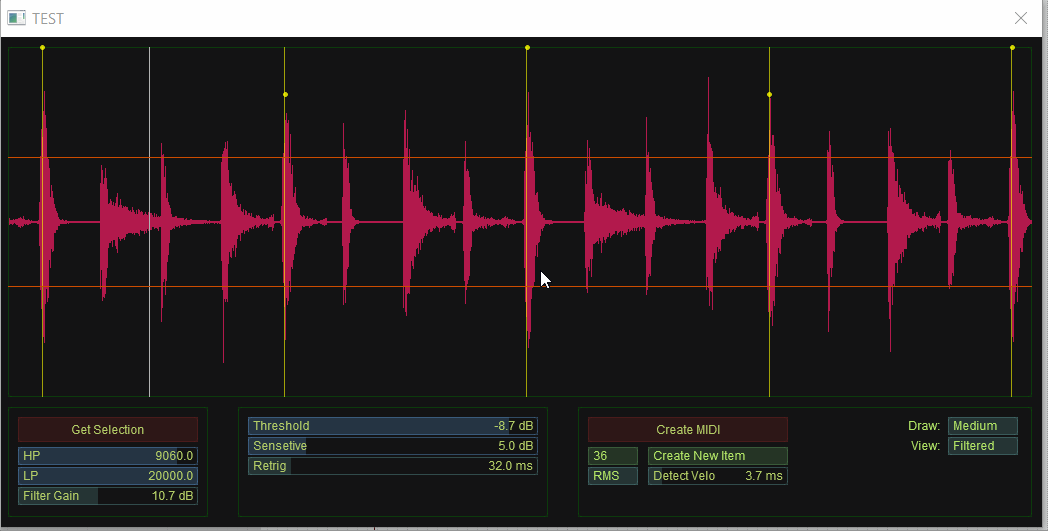 TEST
Get Selection
HP 9060.0
LP 20000.0
Filter Gain 10.7 dB
Threshold -8.7 dB
Sensetive 5.0 dB
Retrig 32.0 ms
Create MIDI
36 Create New Item
RMS Detect Velo 3.7 ms
Draw: Medium
View: Filtered